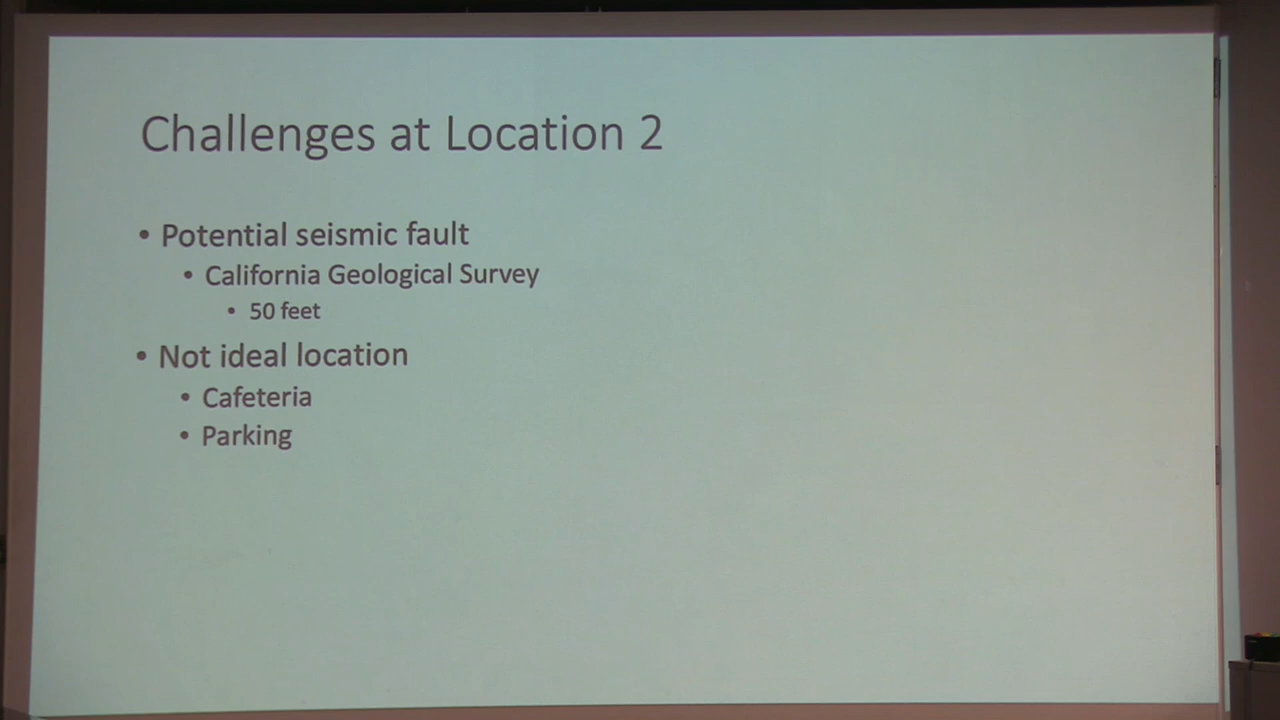 Challenges at Location 2
• Potential seismic fault
• California Geological Survey
• 50 feet
• Not ideal location
• Cafeteria
• Parking